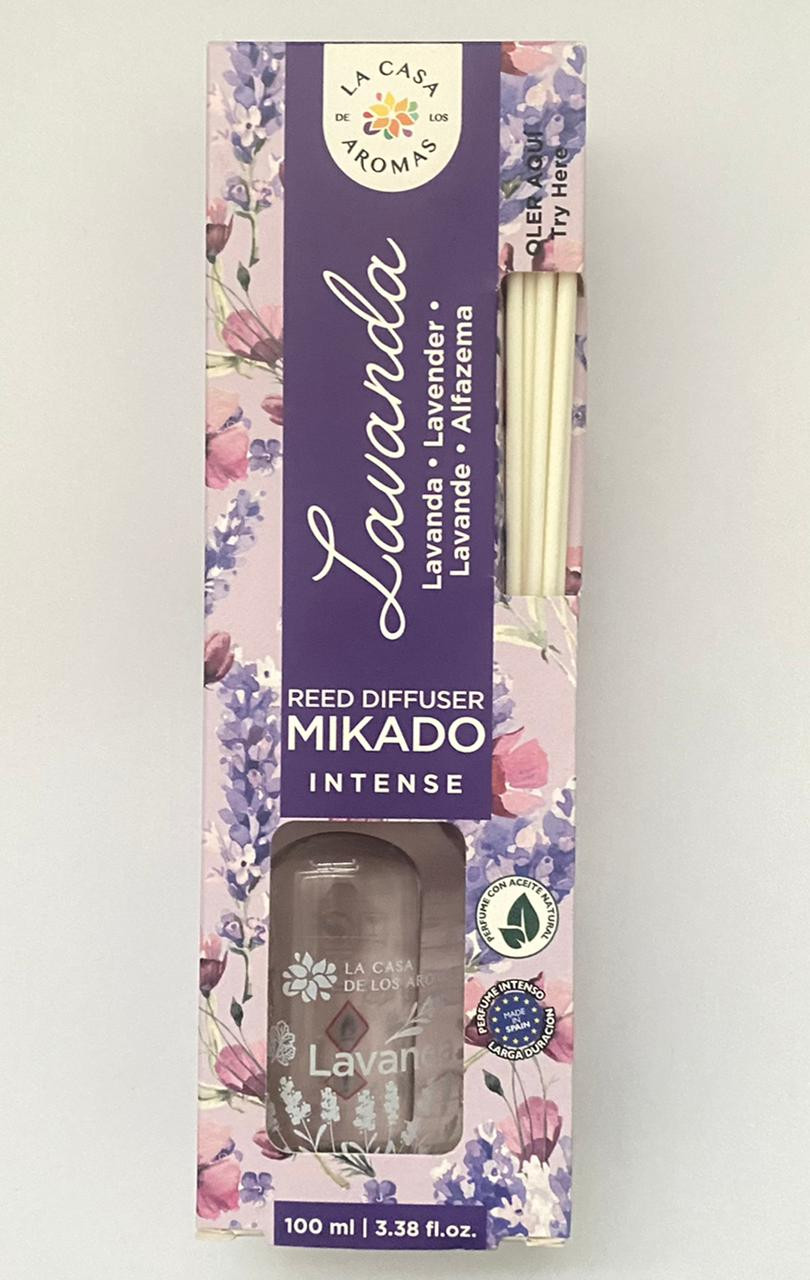 LA CASA
DE LOS
AROMAS
OLER AQUÍ
Try Here
Lavanda
Lavanda • Lavender •
Lavande • Alfazema
REED DIFFUSER
MIKADO
INTENSE
PERFUME CON ACEITE NATURAL
LA CASA
DE LOS
PERFUME INTENSO
MADE
IN
SPAIN
LARGA DURACIÓN
100 ml | 3.38 fl.oz.